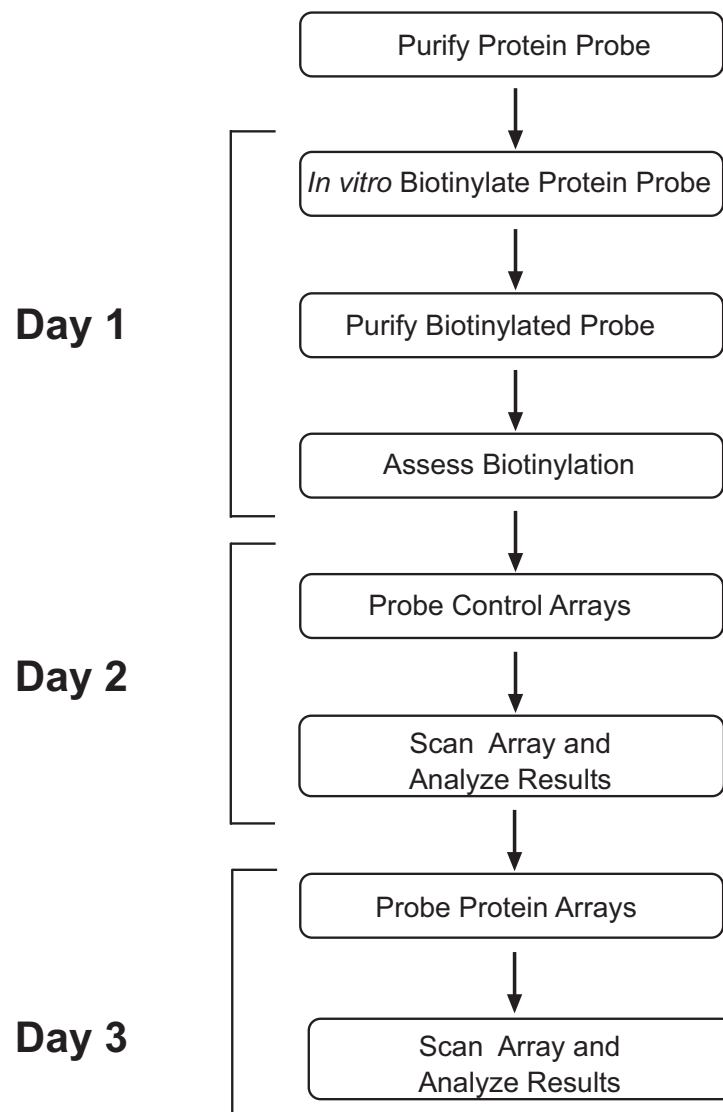 Purify Protein Probe
In vitro Biotinylate Protein Probe
Day 1
Purify Biotinylated Probe
Assess Biotinylation
Probe Control Arrays
Day 2
Scan Array and
Analyze Results
Probe Protein Arrays
Day 3
Scan Array and
Analyze Results